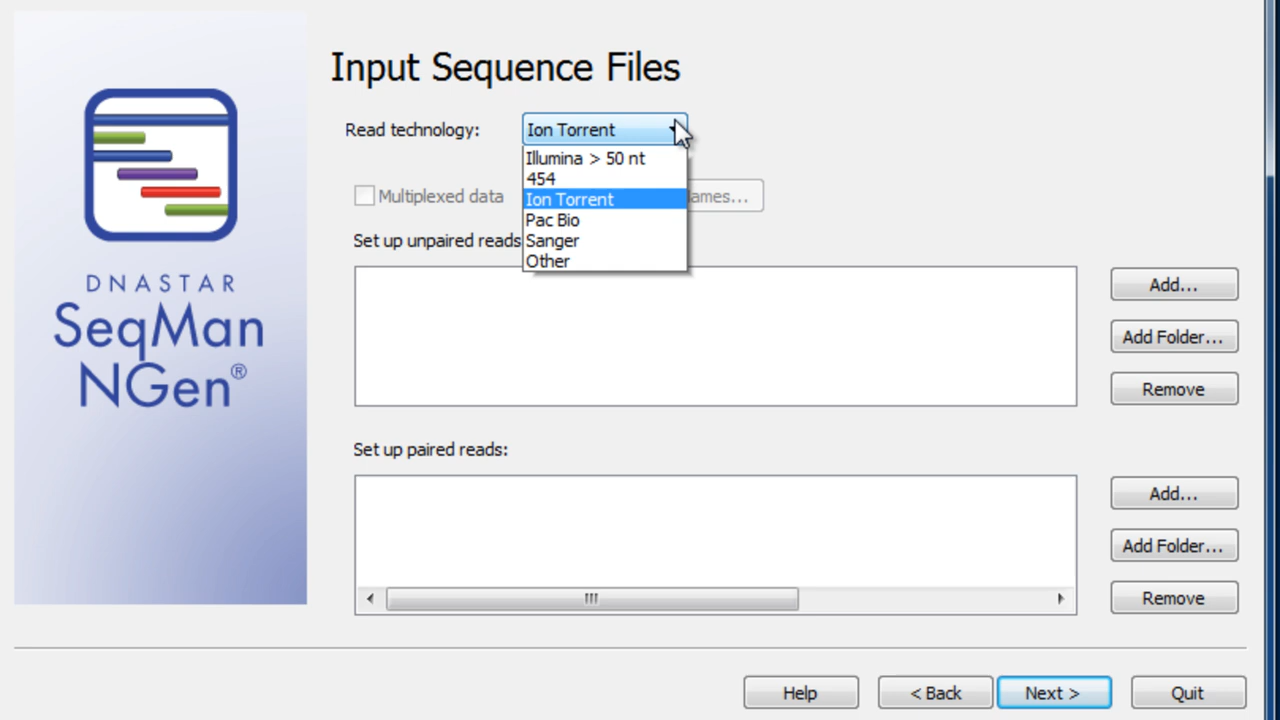 Input Sequence Files
Read technology: Ion Torrent
Illumina > 50 nt
454
Multiplexed data
Ion Torrent
Pac Bio
Set up unpaired reads
Sanger
Other
Add...
Add Folder...
Remove
Set up paired reads:
Add...
Add Folder...
Remove
DNASTAR
SeqMan
NGen®
Help
< Back
Next >
Quit